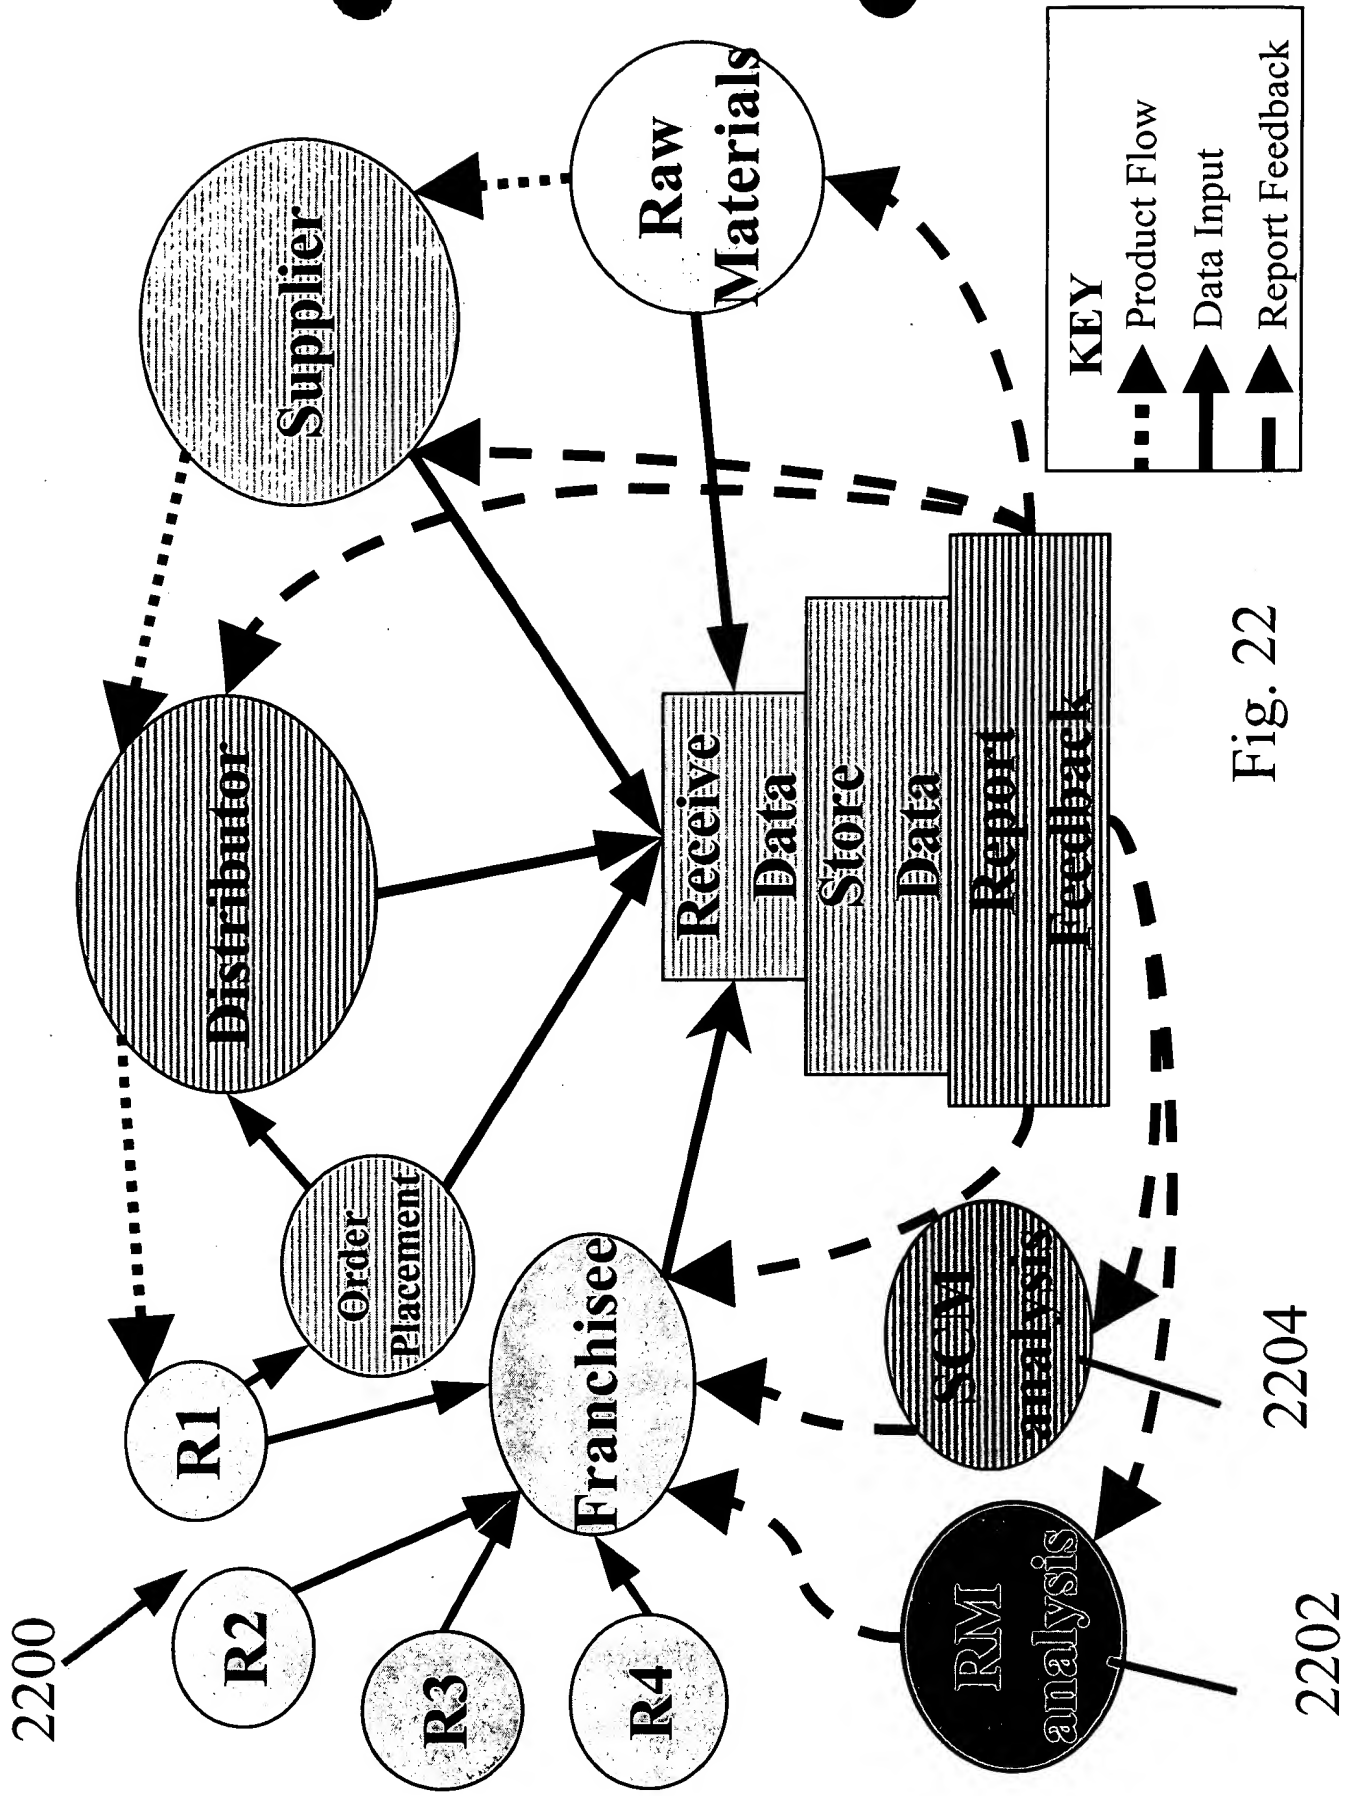 2200
R1
R2
R3
R4
Order
Placement
Distributor
Supplier
Raw
Materials
Franchisee
Receive
Data
Store
Data
Report
Feedback
RM
analysis
SCM
analysis
2202
2204
KEY
Product Flow
Data Input
Report Feedback
Fig. 22